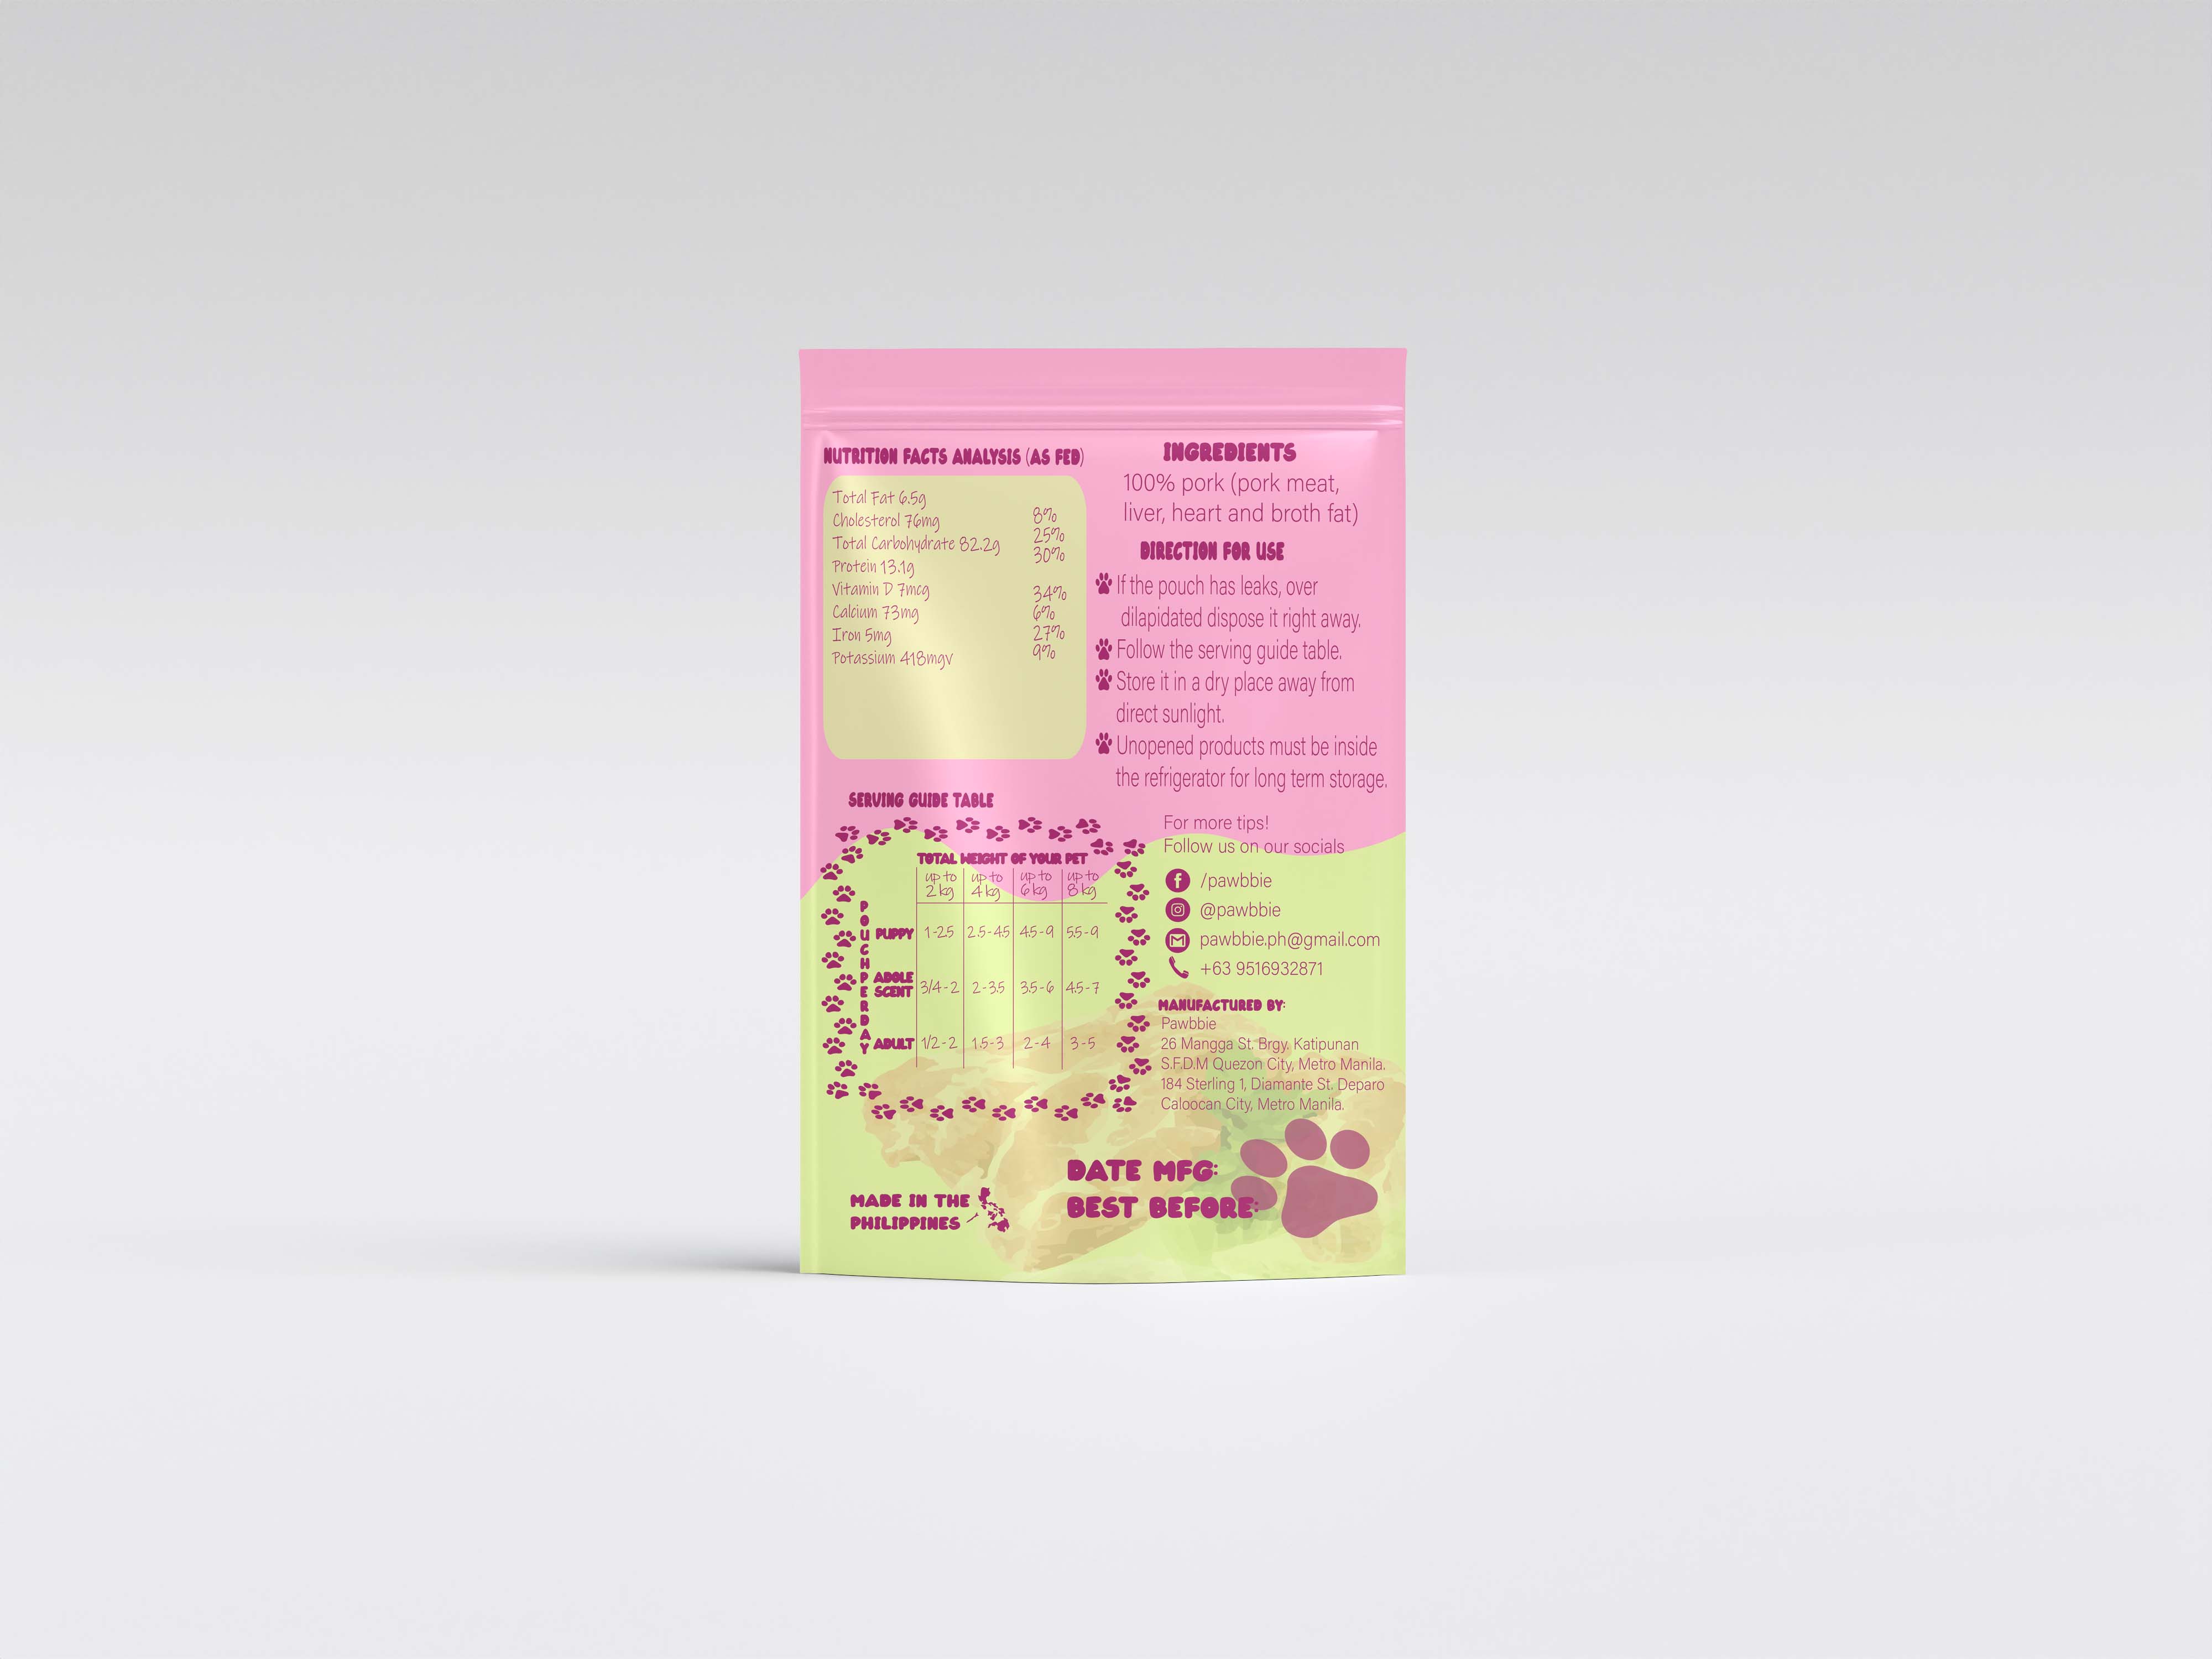 NUTRITION FACTS ANALYSIS (AS FED)
Total Fat 6.5g
Cholesterol 76mg
Total Carbohydrate 82.2g
Protein 13.1g
Vitamin D 7mcg
Calcium 73mg
Iron 5mg
Potassium 418mgv
8%
25%
30%
34%
6%
27%
9%
INGREDIENTS
100% pork (pork meat,
liver, heart and broth fat)
DIRECTION FOR USE
If the pouch has leaks, over
dilapidated dispose it right away.
Follow the serving guide table.
Store it in a dry place away from
direct sunlight.
Unopened products must be inside
the refrigerator for long term storage.
SERVING GUIDE TABLE
TOTAL WEIGHT OF YOUR PET
up to 2 kg up to 4 kg up to 6 kg up to 8 kg
POUCH PER DAY
PUPPY 1-2.5 2.5-4.5 4.5-9 5.5-9
ADOLESCENT 3/4-2 2-3.5 3.5-6 4.5-7
ADULT 1/2-2 1.5-3 2-4 3-5
For more tips!
Follow us on our socials
/pawbbie
@pawbbie
pawbbie.ph@gmail.com
+63 9516932871
MANUFACTURED BY:
Pawbbie
26 Mangga St. Brgy. Katipunan
S.F.D.M Quezon City, Metro Manila.
184 Sterling 1, Diamante St. Deparo
Caloocan City, Metro Manila.
DATE MFG:
BEST BEFORE:
MADE IN THE
PHILIPPINES